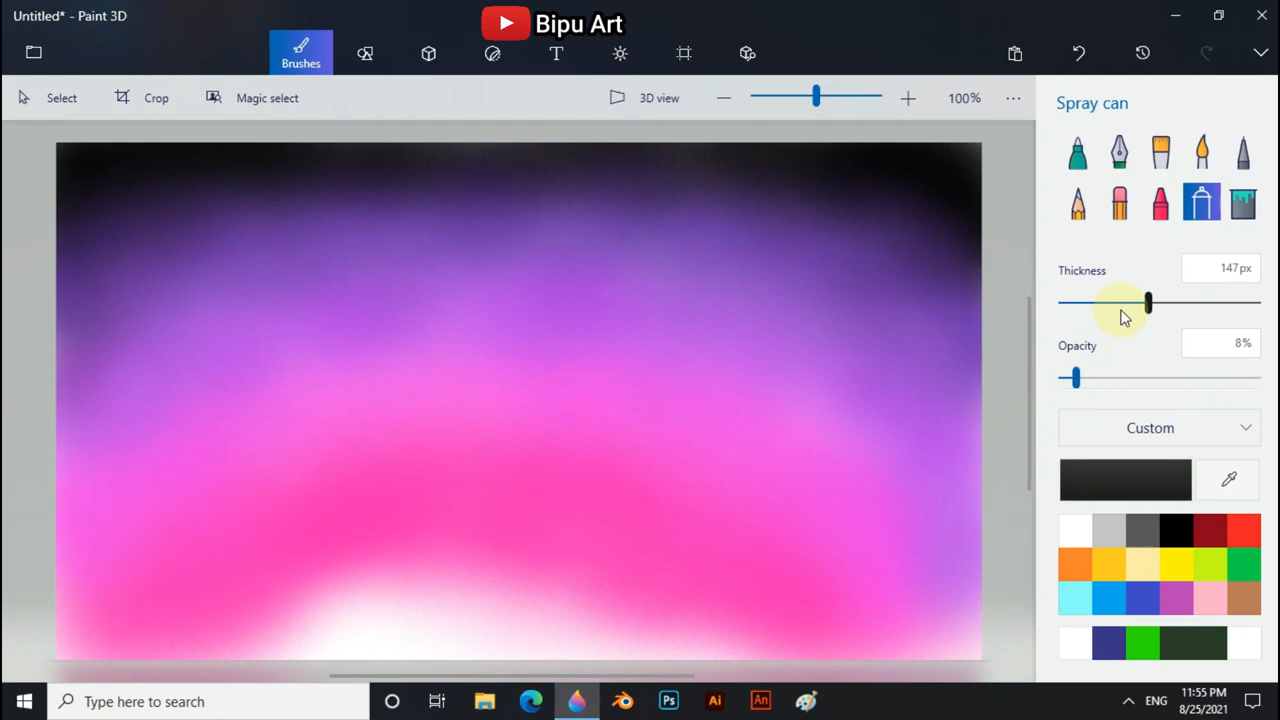 Untitled* - Paint 3D
Bipu Art
Brushes
T
Select
Crop
Magic select
3D view
100%
Spray can
Thickness
147px
Opacity
8%
Custom
Type here to search
Ps
Ai
An
ENG
11:55 PM
8/25/2021